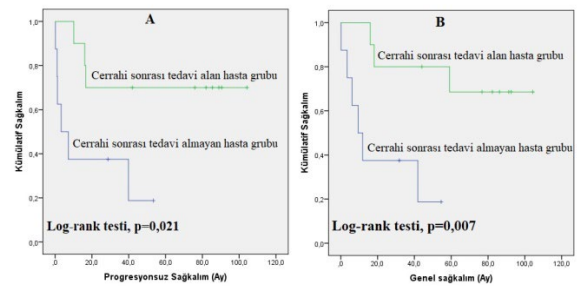 A
1,0
0,8
0,6
0,4
0,2
0,0
Kümülatif Sağkalım
Cerrahi sonrası tedavi alan hasta grubu
Cerrahi sonrası tedavi almayan hasta grubu
Log-rank testi, p=0,021
,0 20,0 40,0 60,0 80,0 100,0 120,0
Progresyonsuz Sağkalım (Ay)
B
1,0
0,8
0,6
0,4
0,2
0,0
Kümülatif Sağkalım
Cerrahi sonrası tedavi alan hasta grubu
Cerrahi sonrası tedavi almayan hasta grubu
Log-rank testi, p=0,007
,0 20,0 40,0 60,0 80,0 100,0 120,0
Genel sağkalım (Ay)